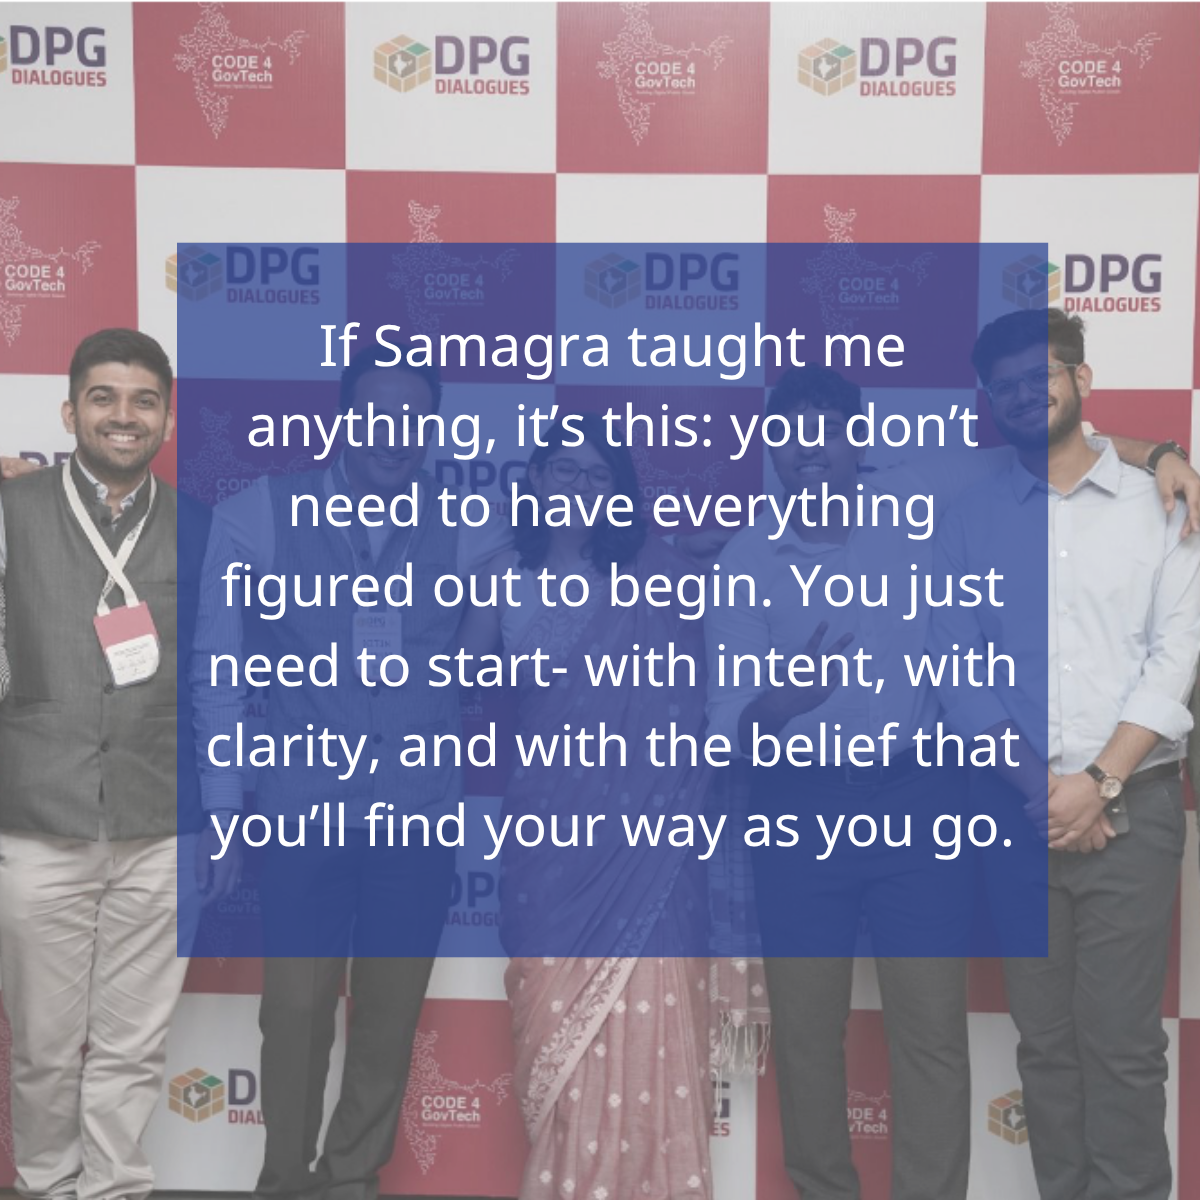 DPG
DIALOGUES
CODE 4
GovTech
DPG
DIALOGUES
CODE 4
GovTech
DPG
DIALOGUES
CODE 4
GovTech
CODE 4
GovTech
DPG
DIALOGUES
CODE 4
GovTech
DPG
DIALOGUES
CODE 4
GovTech
DPG
DIALOGUES
If Samagra taught me
anything, it’s this: you don’t
need to have everything
figured out to begin. You just
need to start- with intent, with
clarity, and with the belief that
you’ll find your way as you go.
CODE 4
GovTech